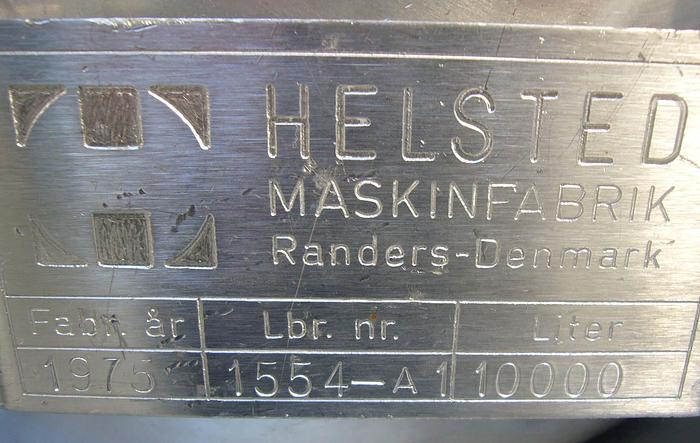 HELSTED
MASKINFABRIK
Randers-Denmark
Fabr. år Lbr. nr. Liter
1975 1554-A1 10000